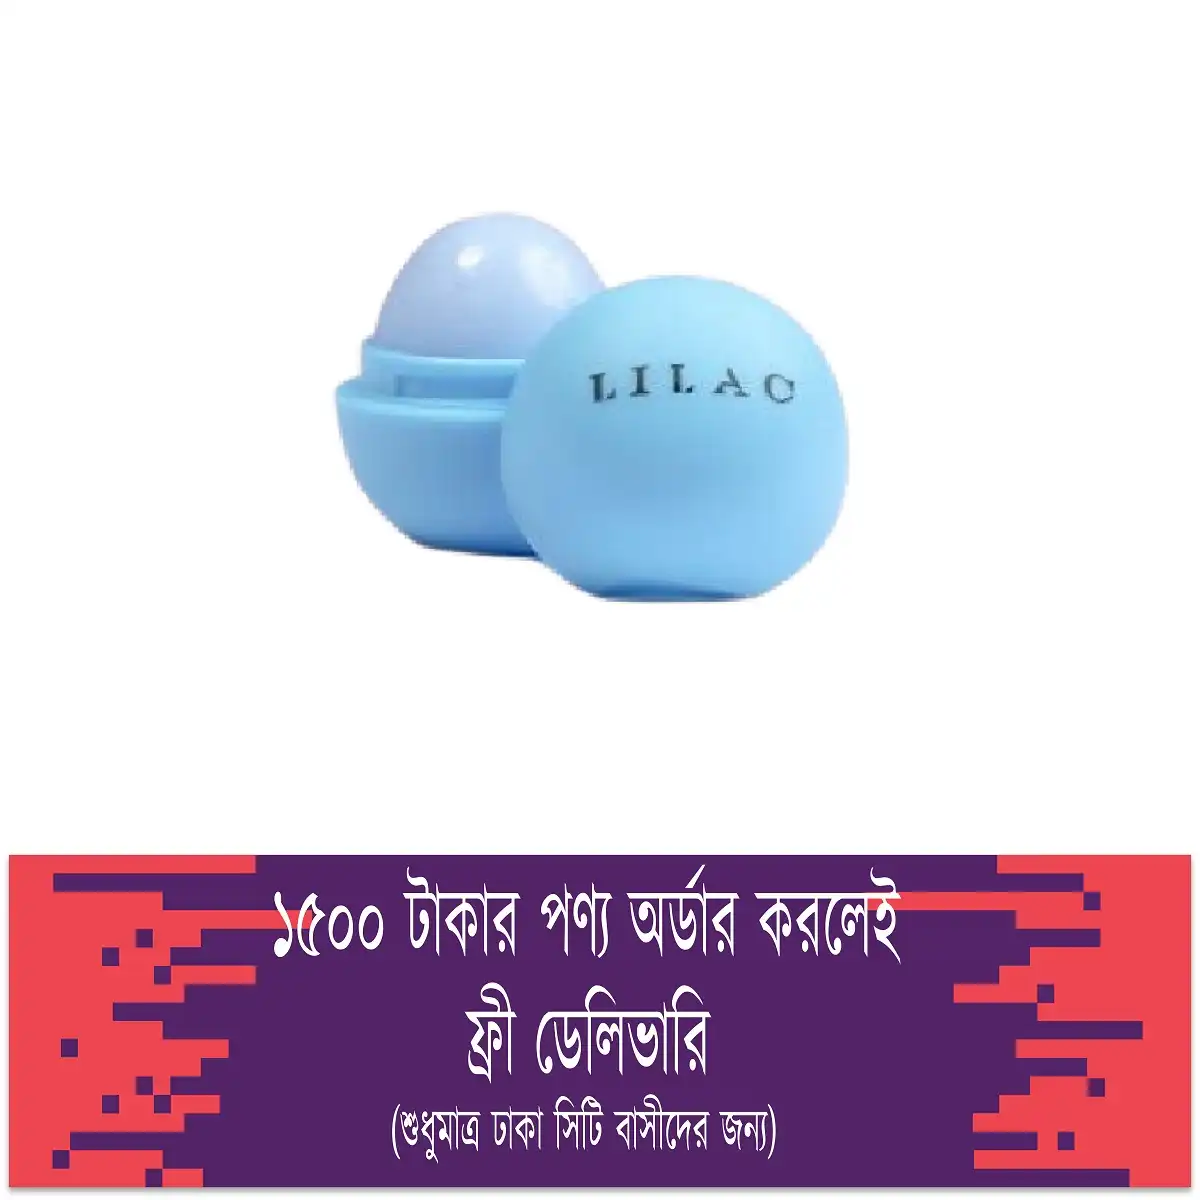 LILAC
১৫০০ টাকার পণ্য অর্ডার করলেই
ফ্রী ডেলিভারি
(শুধুমাত্র ঢাকা সিটি বাসীদের জন্য)